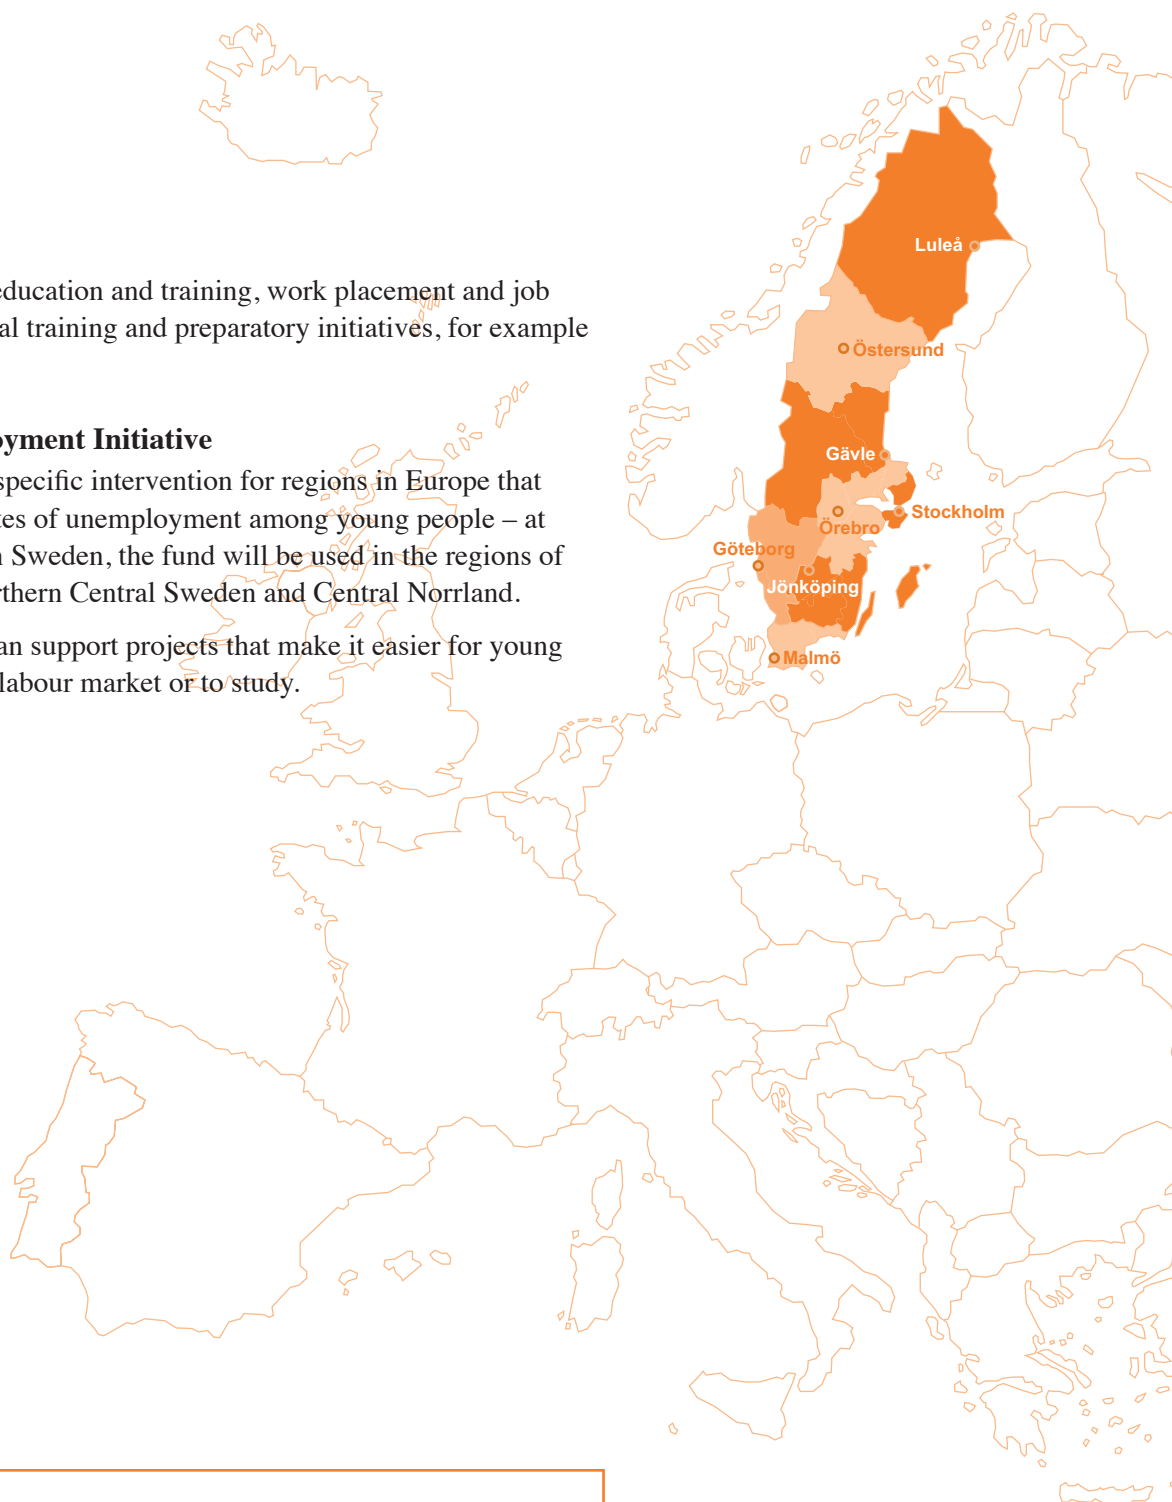 education and training, work placement and job
al training and preparatory initiatives, for example
oyment Initiative
specific intervention for regions in Europe that
tes of unemployment among young people – at
n Sweden, the fund will be used in the regions of
rthern Central Sweden and Central Norrland.
an support projects that make it easier for young
labour market or to study.
Luleå
Östersund
Gävle
Stockholm
Örebro
Göteborg
Jönköping
Malmö